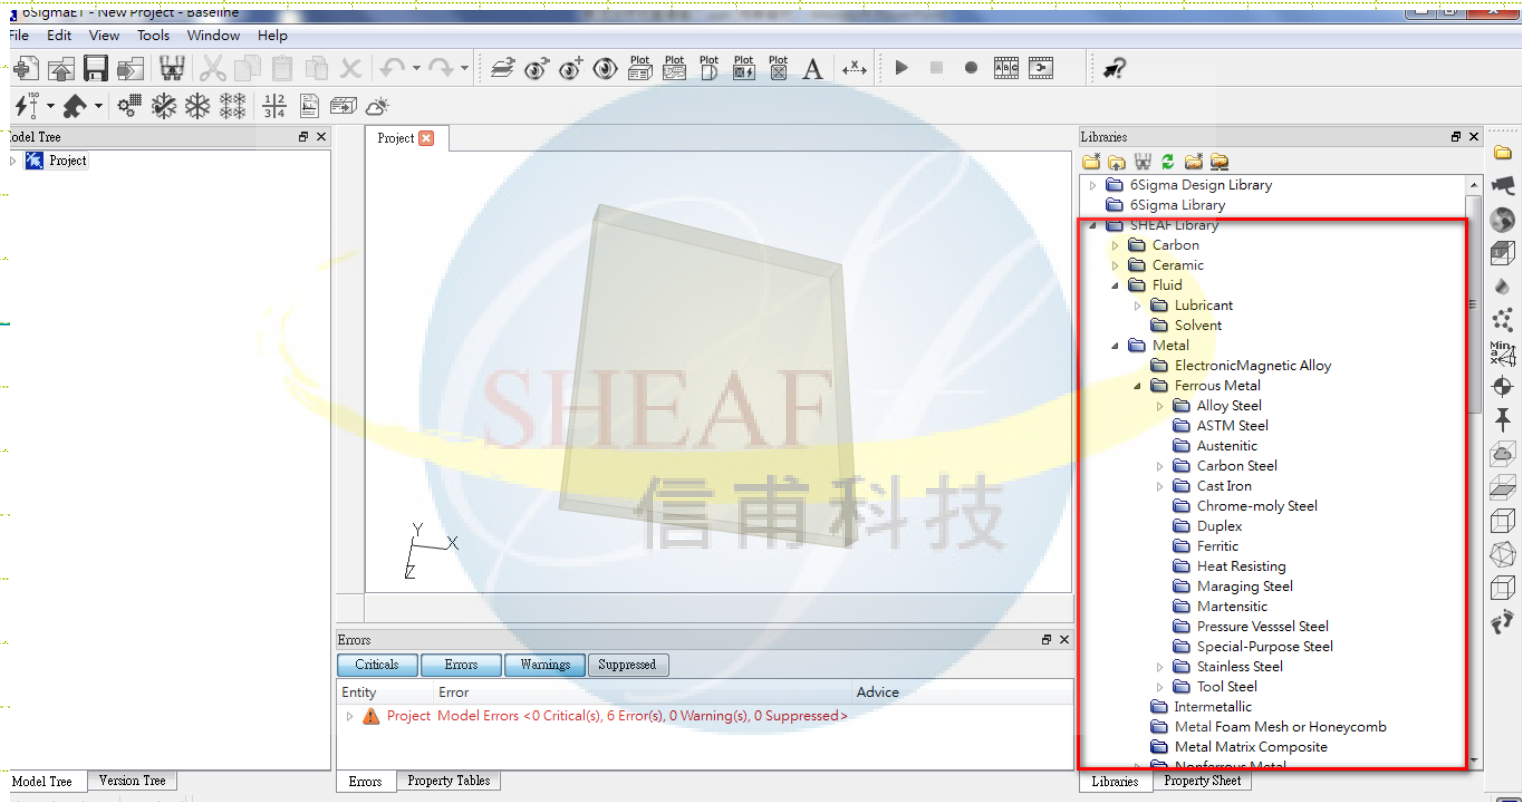 6SigmaET - New Project - Baseline
File Edit View Tools Window Help
Plot Plot Plot Plot Plot A
Model Tree
Project
Project
SHEAF
信甫科技
Y
X
Z
Errors
Criticals Errors Warnings Suppressed
Entity Error Advice
Project Model Errors <0 Critical(s), 6 Error(s), 0 Warning(s), 0 Suppressed>
Model Tree Version Tree
Errors Property Tables
Libraries
6Sigma Design Library
6Sigma Library
SHEAF Library
Carbon
Ceramic
Fluid
Lubricant
Solvent
Metal
ElectronicMagnetic Alloy
Ferrous Metal
Alloy Steel
ASTM Steel
Austenitic
Carbon Steel
Cast Iron
Chrome-moly Steel
Duplex
Ferritic
Heat Resisting
Maraging Steel
Martensitic
Pressure Vesssel Steel
Special-Purpose Steel
Stainless Steel
Tool Steel
Intermetallic
Metal Foam Mesh or Honeycomb
Metal Matrix Composite
Nonferrous Metal
Libraries Property Sheet